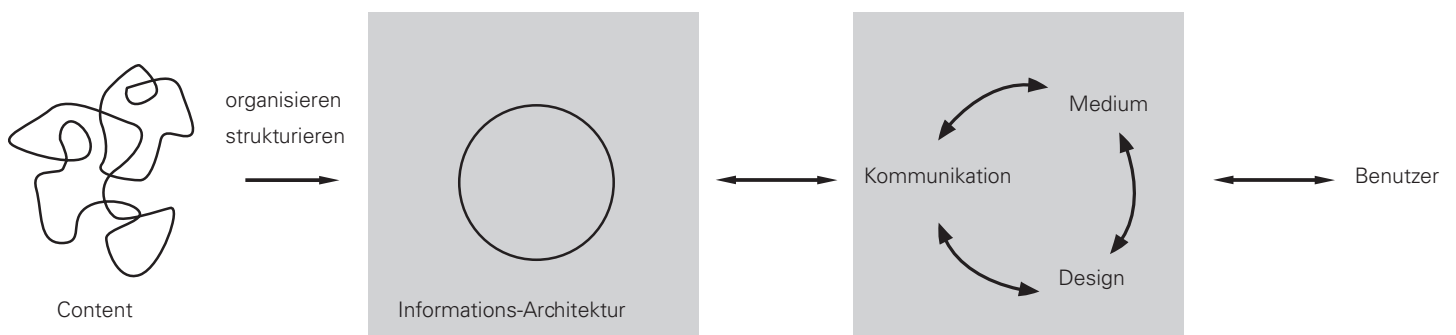 organisieren
strukturieren
Content
Informations-Architektur
Medium
Kommunikation
Design
Benutzer